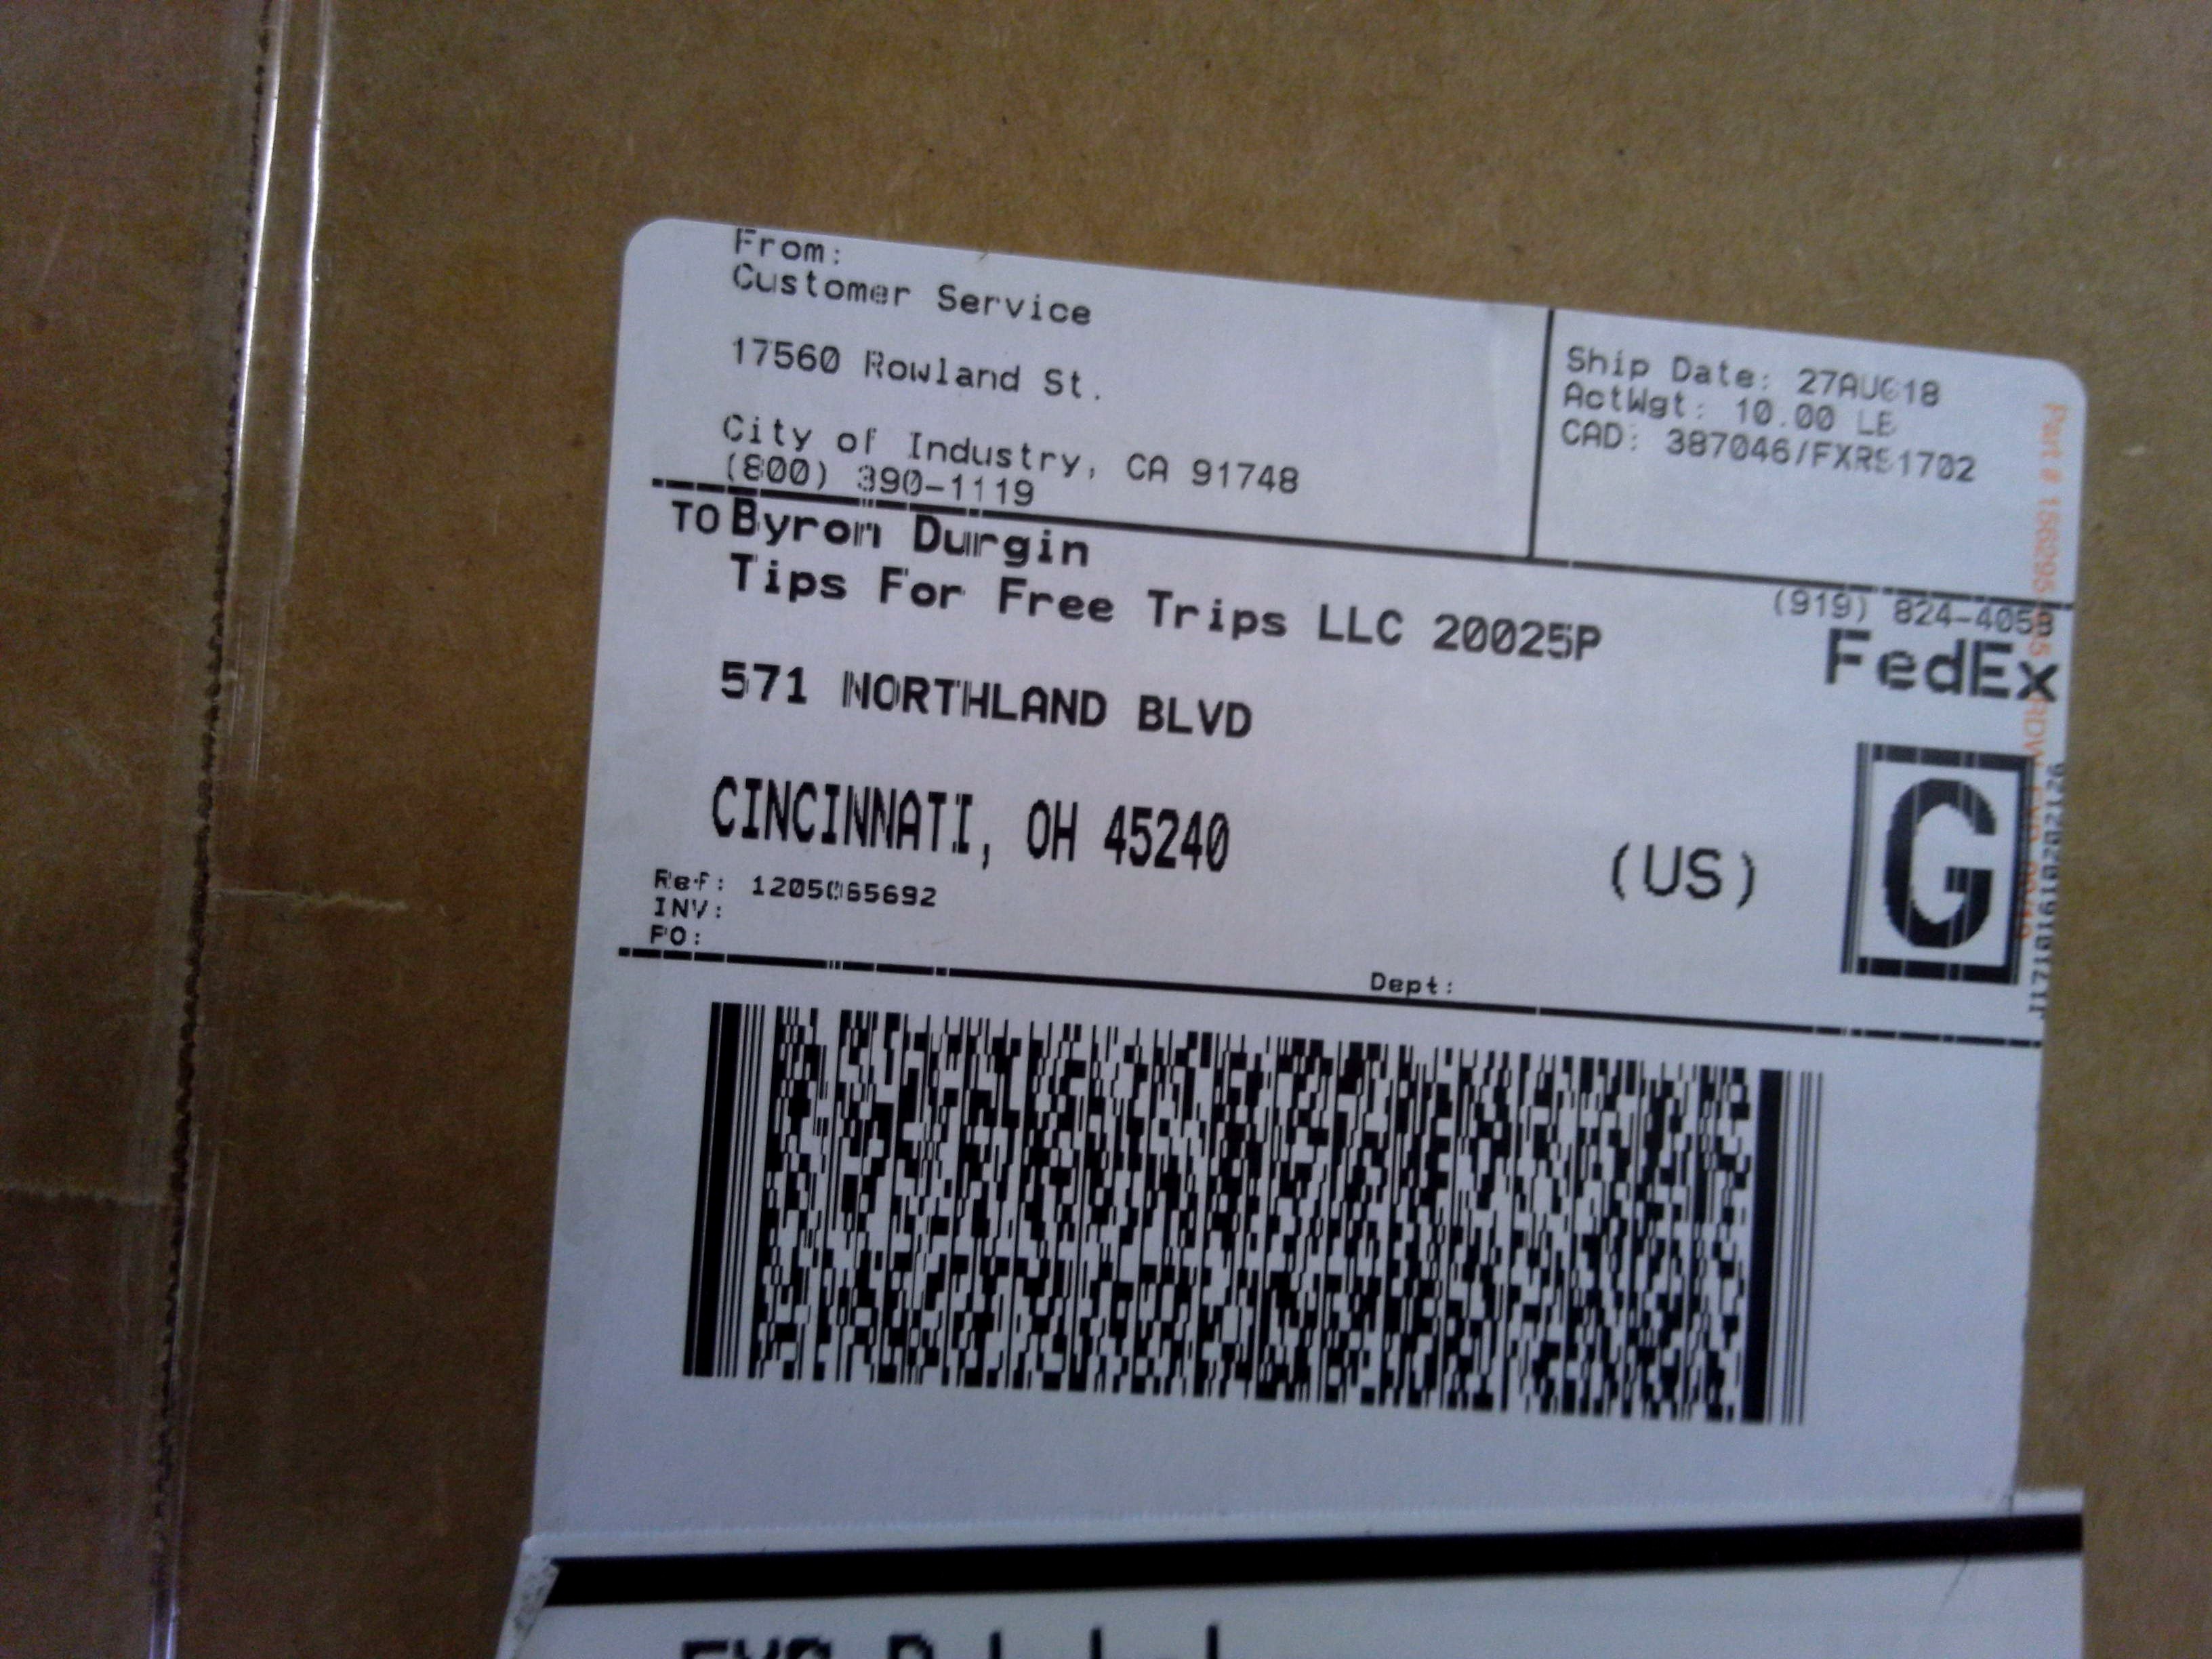 From:
Customer Service
17560 Rowland St.
City of Industry, CA 91748
(800) 390-1119
Ship Date: 27AUG18
ActWgt: 10.00 LB
CAD: 387046/FXRS1702
TO Byron Durgin
Tips For Free Trips LLC 20025P
(919) 824-4058
571 NORTHLAND BLVD
FedEx
CINCINNATI, OH 45240
(US)
G
Ref: 1205065692
INV:
PO:
Dept:
Part #